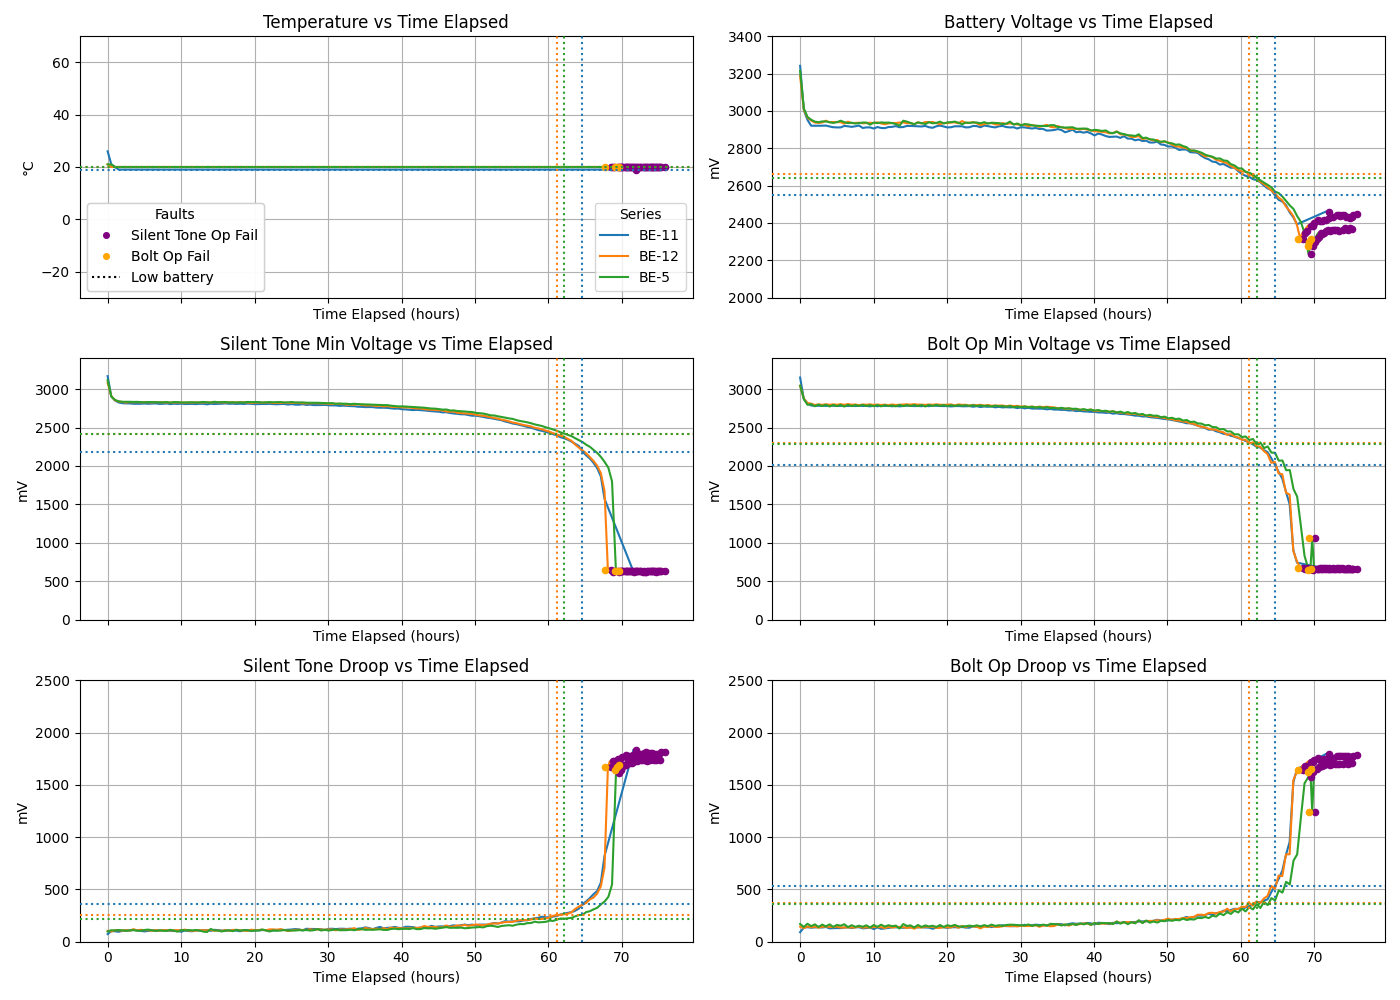 Temperature vs Time Elapsed
60
40
20
0
−20
°C
Faults
Silent Tone Op Fail
Bolt Op Fail
Low battery
Series
BE-11
BE-12
BE-5
Time Elapsed (hours)
Battery Voltage vs Time Elapsed
3400
3200
3000
2800
2600
2400
2200
2000
mV
Time Elapsed (hours)
Silent Tone Min Voltage vs Time Elapsed
3000
2500
2000
1500
1000
500
0
mV
Time Elapsed (hours)
Bolt Op Min Voltage vs Time Elapsed
3000
2500
2000
1500
1000
500
0
mV
Time Elapsed (hours)
Silent Tone Droop vs Time Elapsed
2500
2000
1500
1000
500
0
mV
0 10 20 30 40 50 60 70
Time Elapsed (hours)
Bolt Op Droop vs Time Elapsed
2500
2000
1500
1000
500
0
mV
0 10 20 30 40 50 60 70
Time Elapsed (hours)